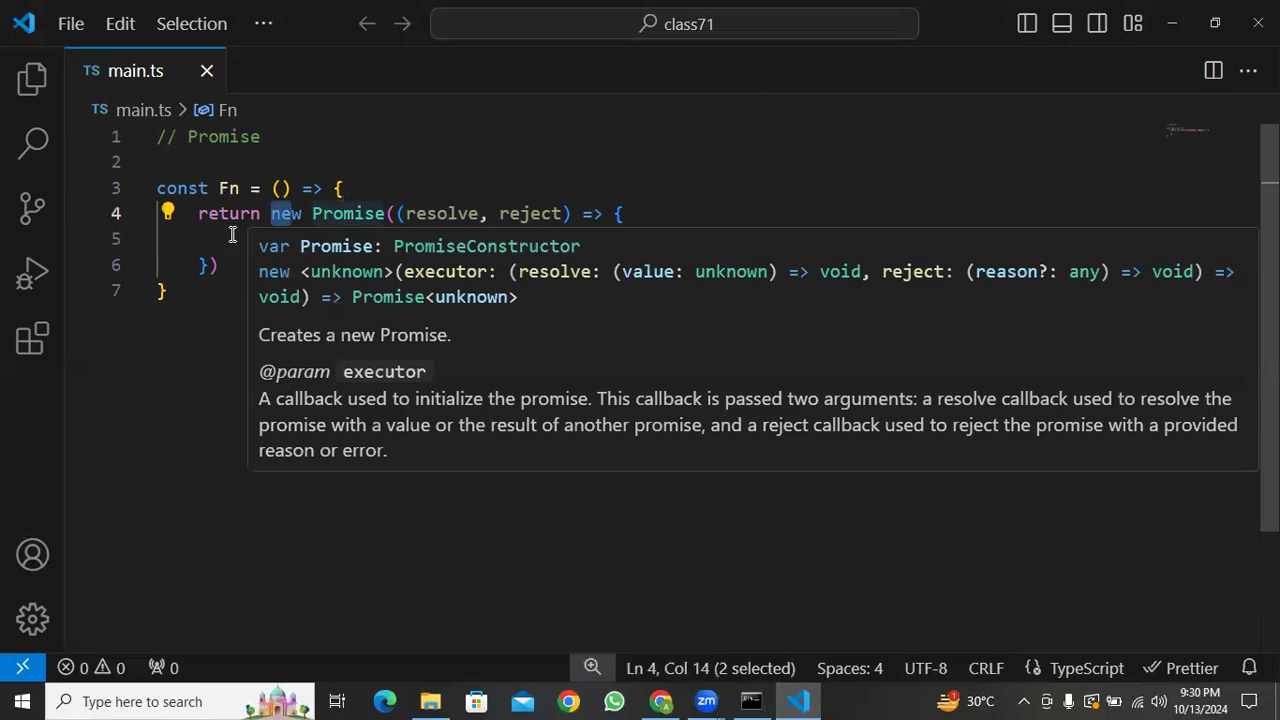 File Edit Selection ··· class71
TS main.ts
TS main.ts > Fn
1 // Promise
2
3 const Fn = () => {
4 return new Promise((resolve, reject) => {
5
6 })
7 }
var Promise: PromiseConstructor
new <unknown>(executor: (resolve: (value: unknown) => void, reject: (reason?: any) => void) =>
void) => Promise<unknown>
Creates a new Promise.
@param executor
A callback used to initialize the promise. This callback is passed two arguments: a resolve callback used to resolve the
promise with a value or the result of another promise, and a reject callback used to reject the promise with a provided
reason or error.
0 0 0 Ln 4, Col 14 (2 selected) Spaces: 4 UTF-8 CRLF TypeScript Prettier
Type here to search 1 30°C 9:30 PM
10/13/2024